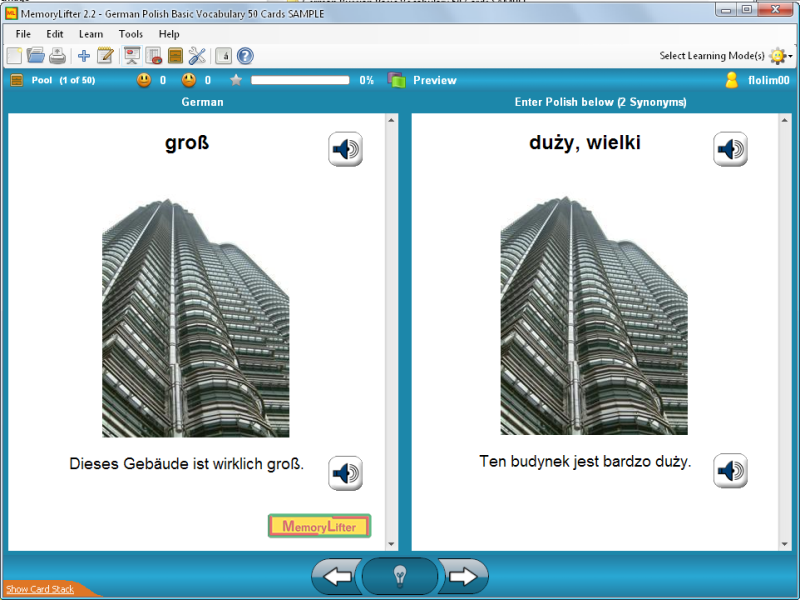 MemoryLifter 2.2 - German Polish Basic Vocabulary 50 Cards SAMPLE
File Edit Learn Tools Help
Select Learning Mode(s)
Pool (1 of 50) 0 0 0% Preview flolim00
German
Enter Polish below (2 Synonyms)
groß
duży, wielki
Dieses Gebäude ist wirklich groß.
Ten budynek jest bardzo duży.
MemoryLifter
Show Card Stack